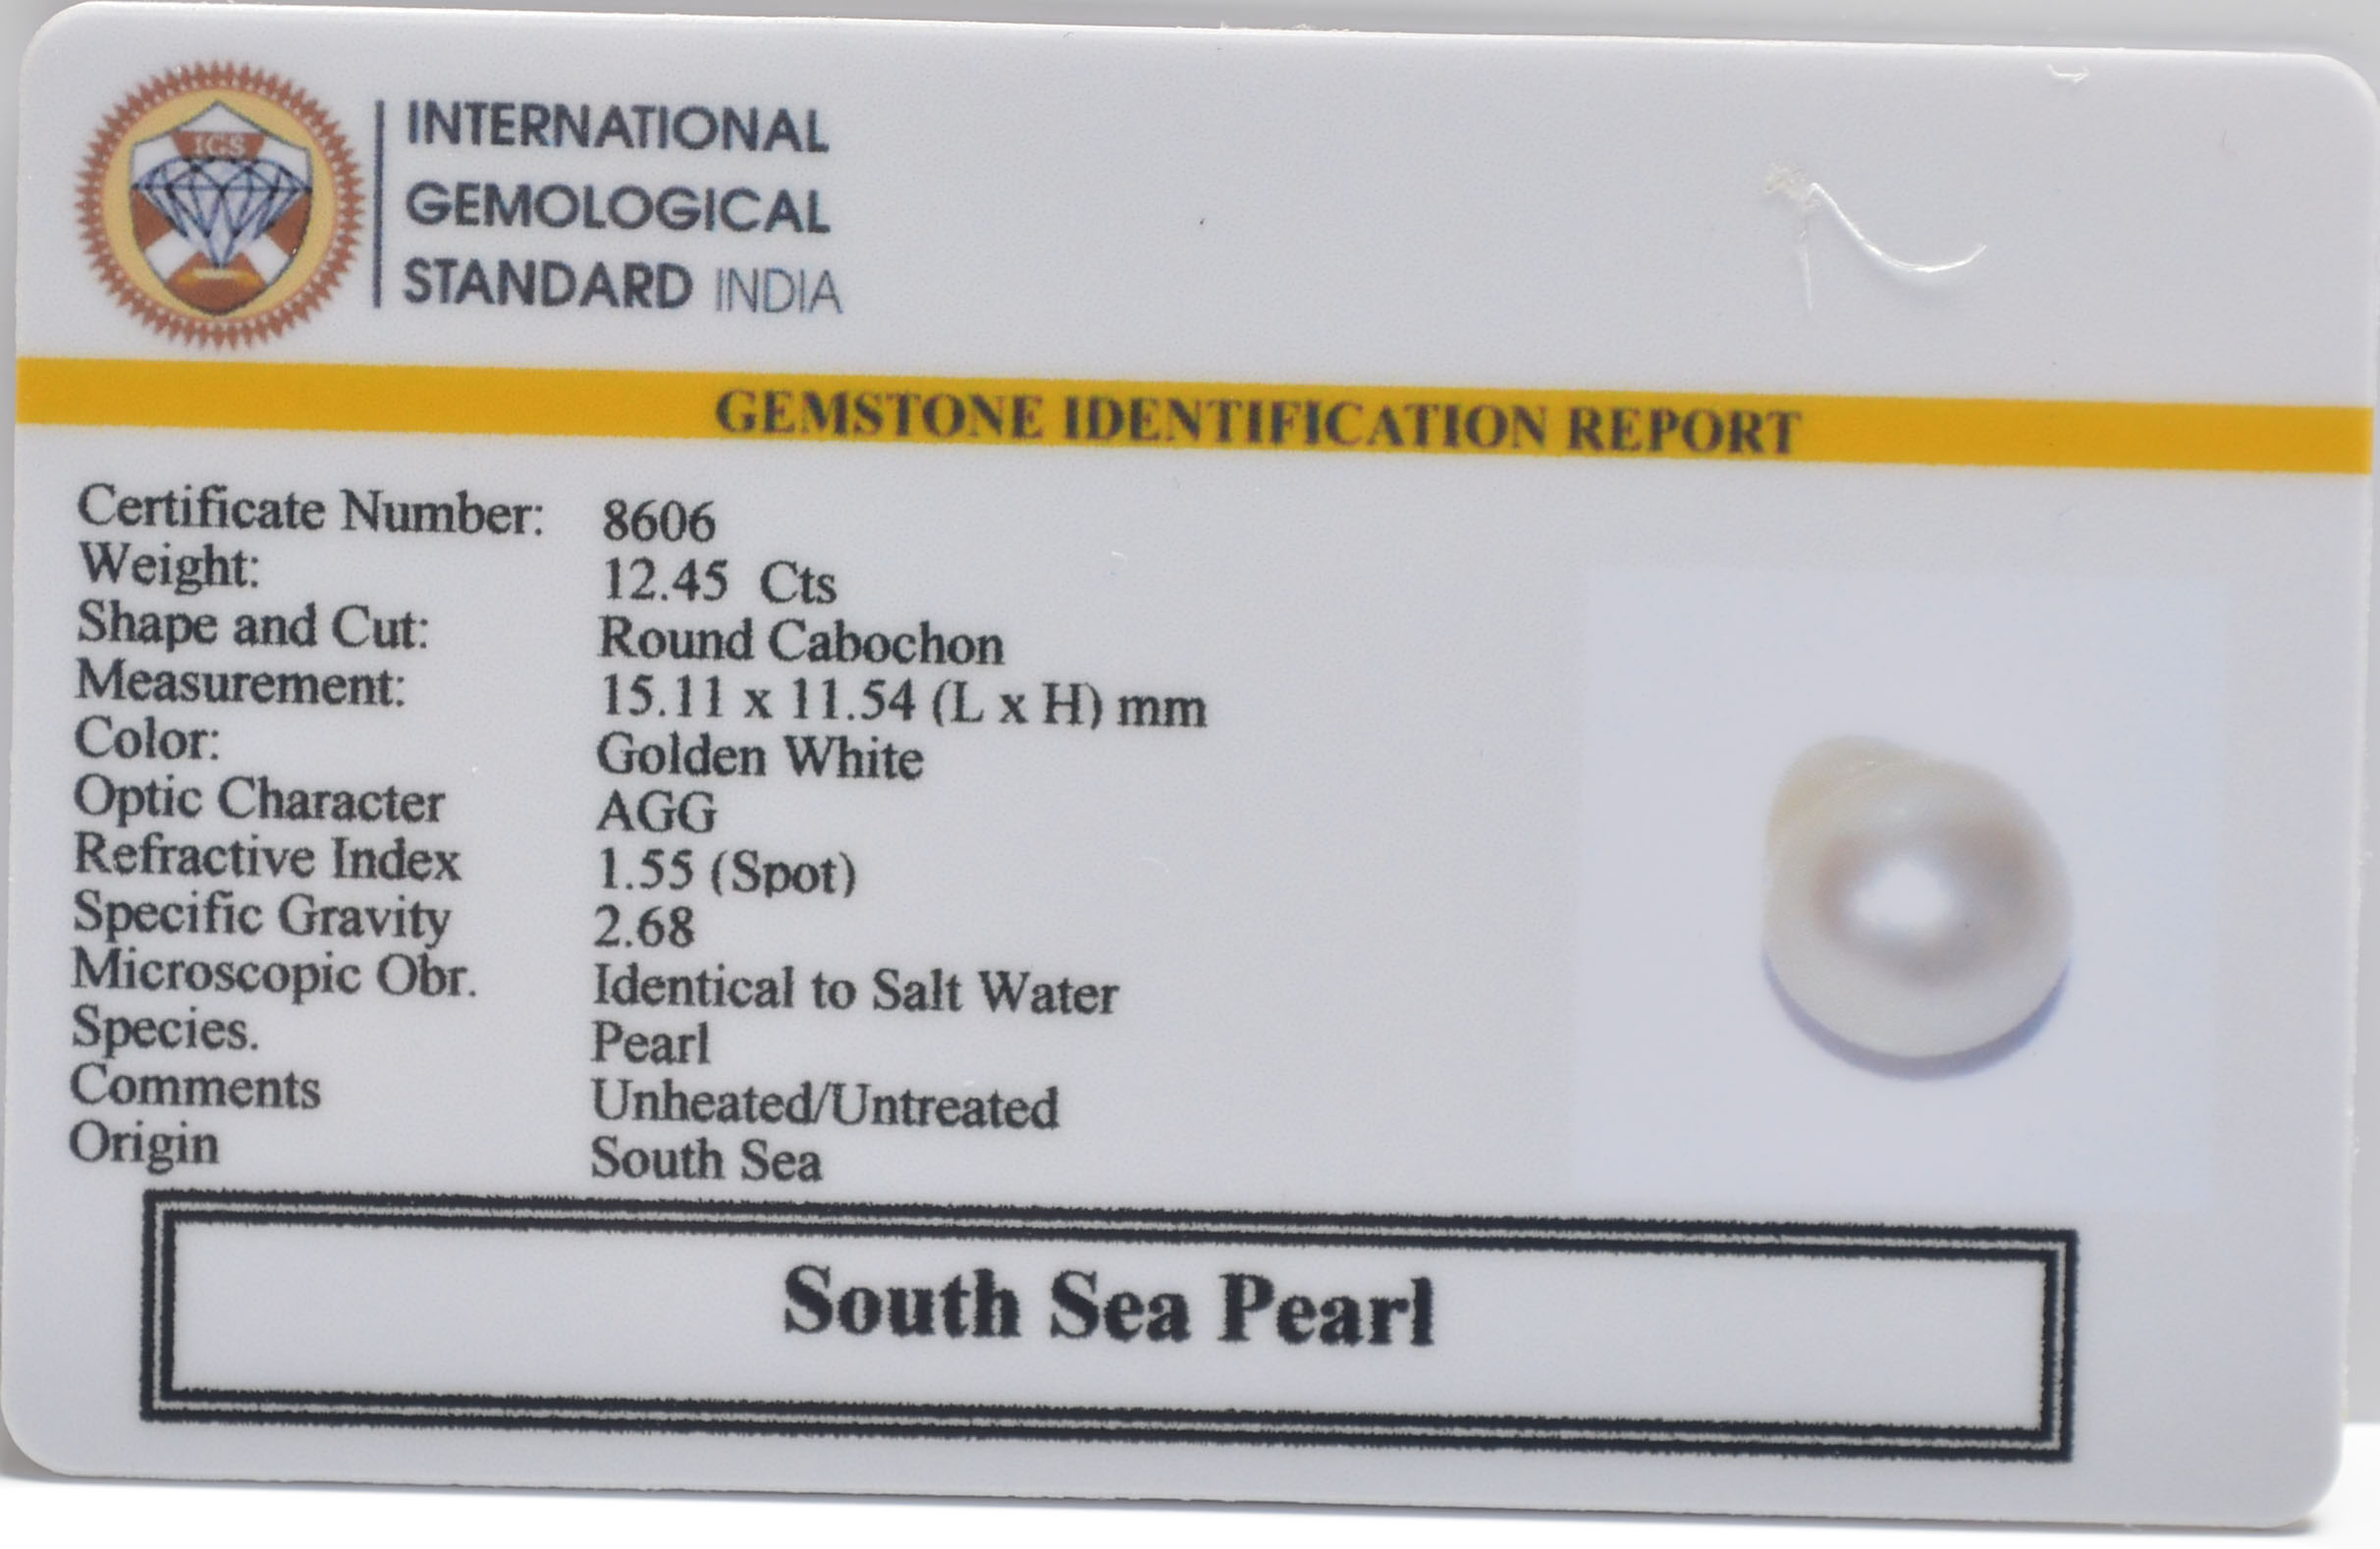 IGS
INTERNATIONAL
GEMOLOGICAL
STANDARD INDIA
GEMSTONE IDENTIFICATION REPORT
Certificate Number: 8606
Weight: 12.45 Cts
Shape and Cut: Round Cabochon
Measurement: 15.11 x 11.54 (L x H) mm
Color: Golden White
Optic Character AGG
Refractive Index 1.55 (Spot)
Specific Gravity 2.68
Microscopic Obr. Identical to Salt Water
Species. Pearl
Comments Unheated/Untreated
Origin South Sea
South Sea Pearl